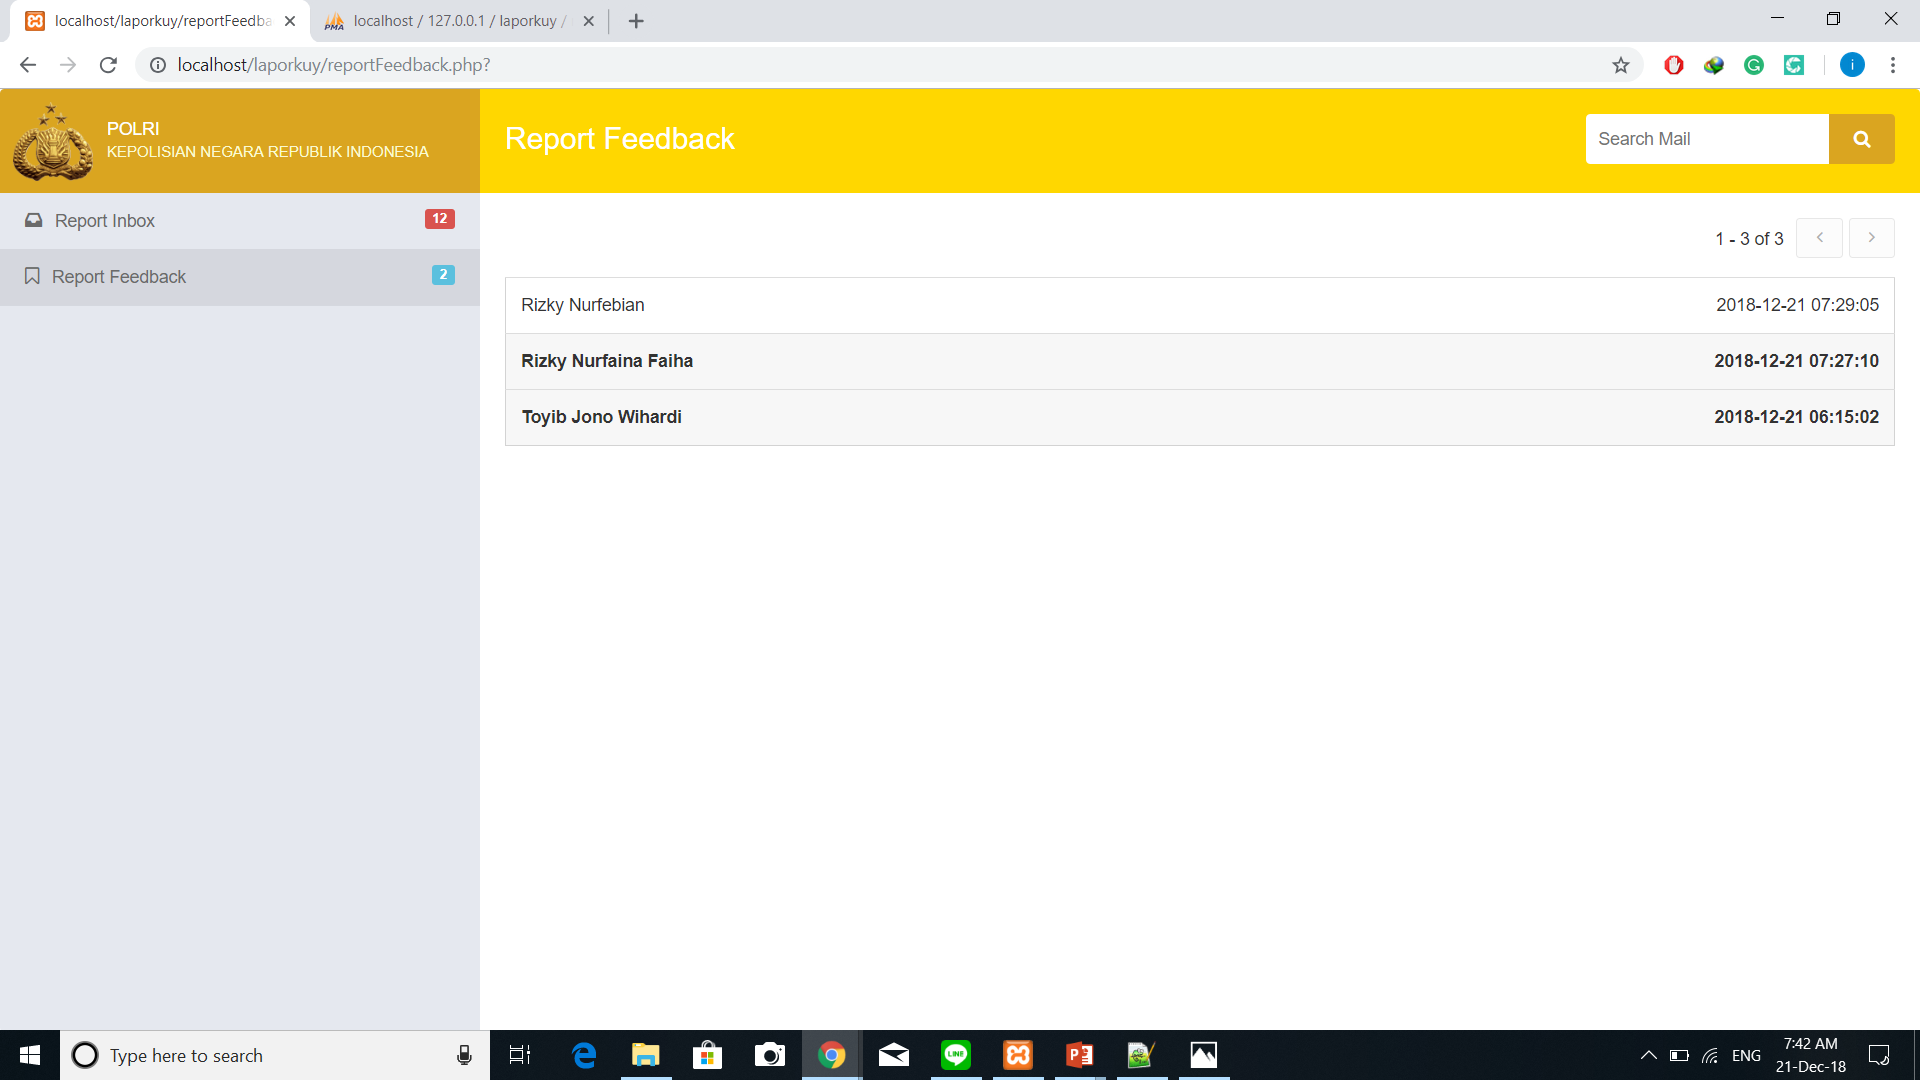 localhost/laporkuy/reportFeedba
localhost / 127.0.0.1 / laporkuy /
localhost/laporkuy/reportFeedback.php?
i
POLRI
KEPOLISIAN NEGARA REPUBLIK INDONESIA
Report Feedback
Search Mail
Report Inbox 12
Report Feedback 2
1 - 3 of 3
Rizky Nurfebian 2018-12-21 07:29:05
Rizky Nurfaina Faiha 2018-12-21 07:27:10
Toyib Jono Wihardi 2018-12-21 06:15:02
Type here to search
LINE
ENG
7:42 AM
21-Dec-18